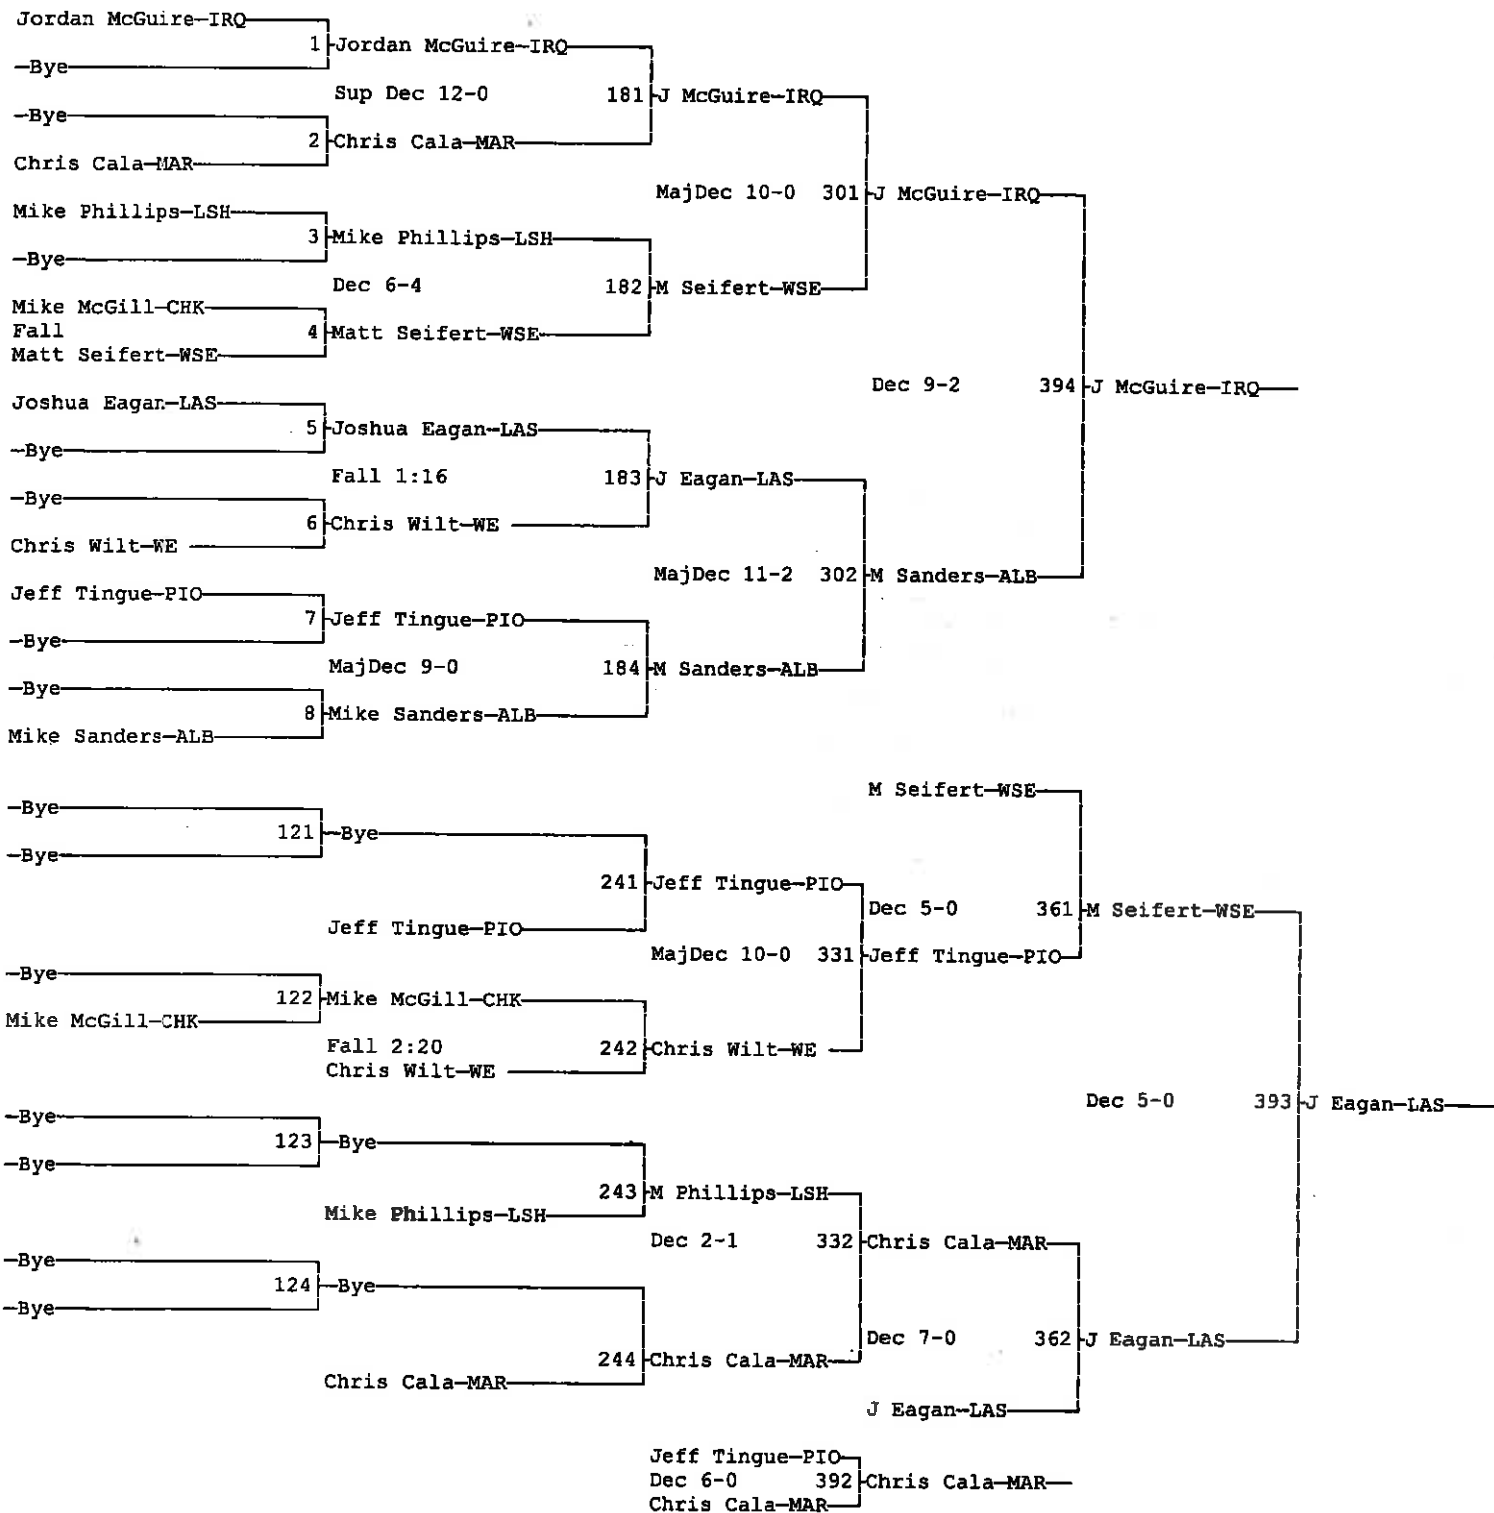 Jordan McGuire-IRQ
1 Jordan McGuire-IRQ
-Bye
Sup Dec 12-0 181 J McGuire-IRQ
-Bye
2 Chris Cala-MAR
Chris Cala-MAR
MajDec 10-0 301 J McGuire-IRQ
Mike Phillips-LSH
3 Mike Phillips-LSH
-Bye
Dec 6-4 182 M Seifert-WSE
Mike McGill-CHK
Fall 4 Matt Seifert-WSE
Matt Seifert-WSE
Dec 9-2 394 J McGuire-IRQ
Joshua Eagan-LAS
5 Joshua Eagan-LAS
-Bye
Fall 1:16 183 J Eagan-LAS
-Bye
6 Chris Wilt-WE
Chris Wilt-WE
MajDec 11-2 302 M Sanders-ALB
Jeff Tingue-PIO
7 Jeff Tingue-PIO
-Bye
MajDec 9-0 184 M Sanders-ALB
-Bye
8 Mike Sanders-ALB
Mike Sanders-ALB
M Seifert-WSE
-Bye
121 -Bye
-Bye
241 Jeff Tingue-PIO
Dec 5-0 361 M Seifert-WSE
Jeff Tingue-PIO
MajDec 10-0 331 Jeff Tingue-PIO
-Bye
122 Mike McGill-CHK
Mike McGill-CHK
Fall 2:20 242 Chris Wilt-WE
Chris Wilt-WE
Dec 5-0 393 J Eagan-LAS
-Bye
123 -Bye
-Bye
243 M Phillips-LSH
Mike Phillips-LSH
Dec 2-1 332 Chris Cala-MAR
-Bye
124 -Bye
-Bye
Dec 7-0 362 J Eagan-LAS
244 Chris Cala-MAR
Chris Cala-MAR
J Eagan-LAS
Jeff Tingue-PIO
Dec 6-0 392 Chris Cala-MAR
Chris Cala-MAR